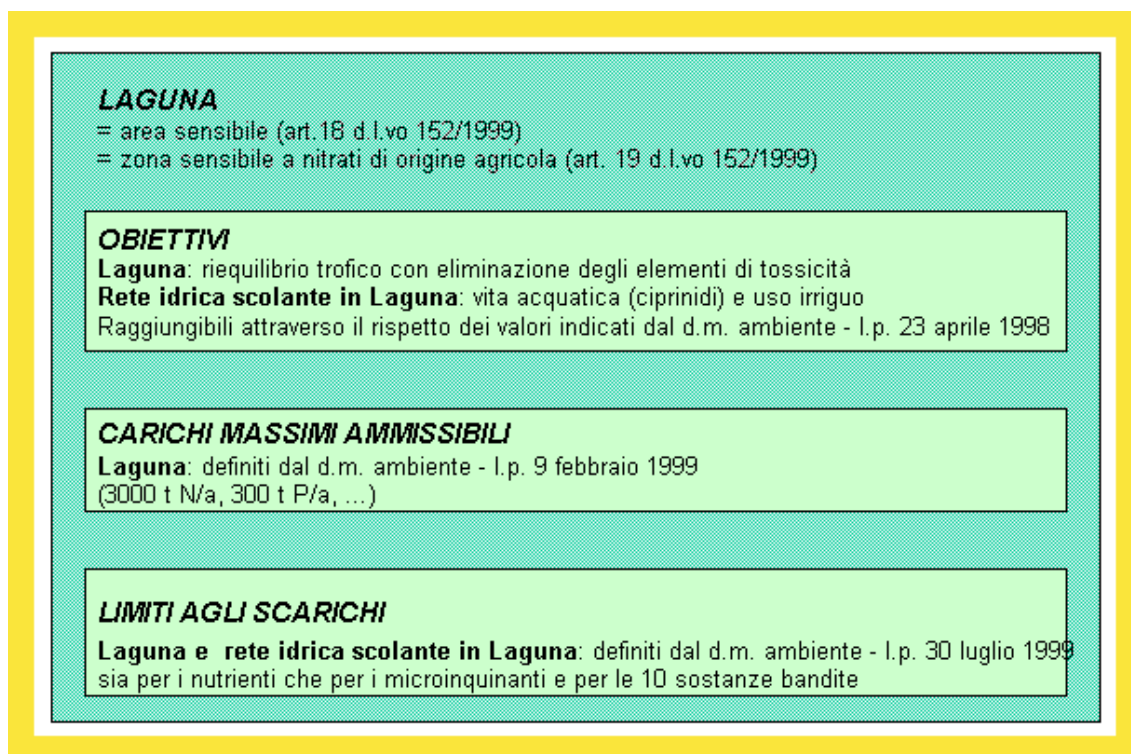 LAGUNA
= area sensibile (art.18 d.l.vo 152/1999)
= zona sensibile a nitrati di origine agricola (art. 19 d.l.vo 152/1999)
OBIETTIVI
Laguna: riequilibrio trofico con eliminazione degli elementi di tossicità
Rete idrica scolante in Laguna: vita acquatica (ciprinidi) e uso irriguo
Raggiungibili attraverso il rispetto dei valori indicati dal d.m. ambiente - l.p. 23 aprile 1998
CARICHI MASSIMI AMMISSIBILI
Laguna: definiti dal d.m. ambiente - l.p. 9 febbraio 1999
(3000 t N/a, 300 t P/a, ...)
LIMITI AGLI SCARICHI
Laguna e rete idrica scolante in Laguna: definiti dal d.m. ambiente - l.p. 30 luglio 1999
sia per i nutrienti che per i microinquinanti e per le 10 sostanze bandite